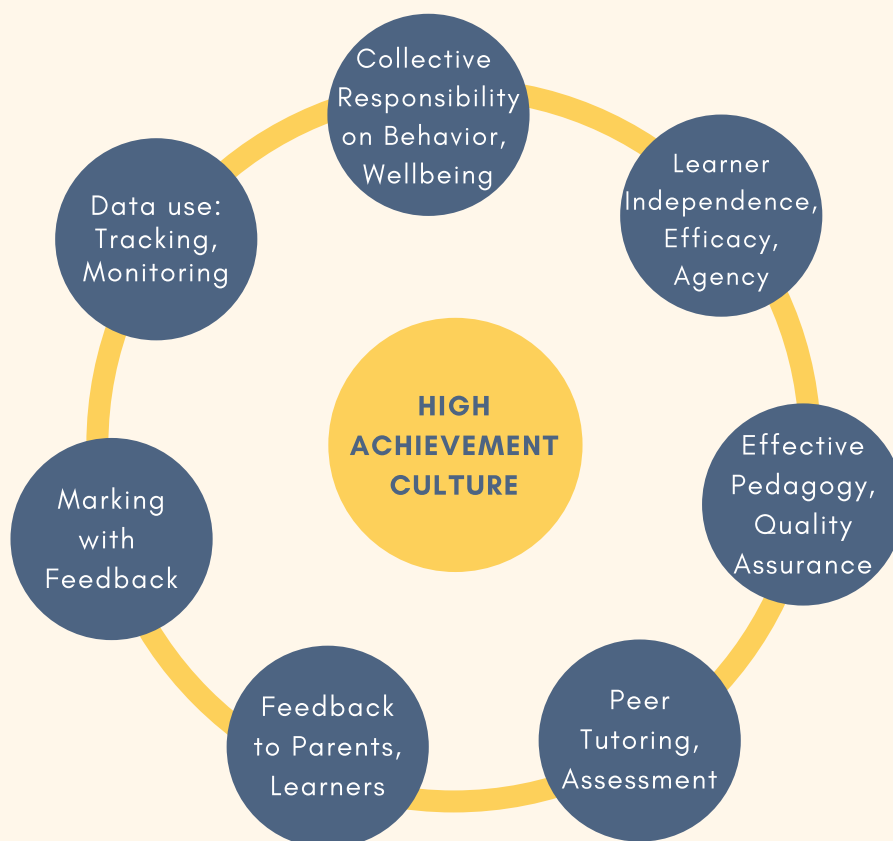 Collective
Responsibility
on Behavior,
Wellbeing
Learner
Independence,
Efficacy,
Agency
Effective
Pedagogy,
Quality
Assurance
Peer
Tutoring,
Assessment
Feedback
to Parents,
Learners
Marking
with
Feedback
Data use:
Tracking,
Monitoring
HIGH
ACHIEVEMENT
CULTURE